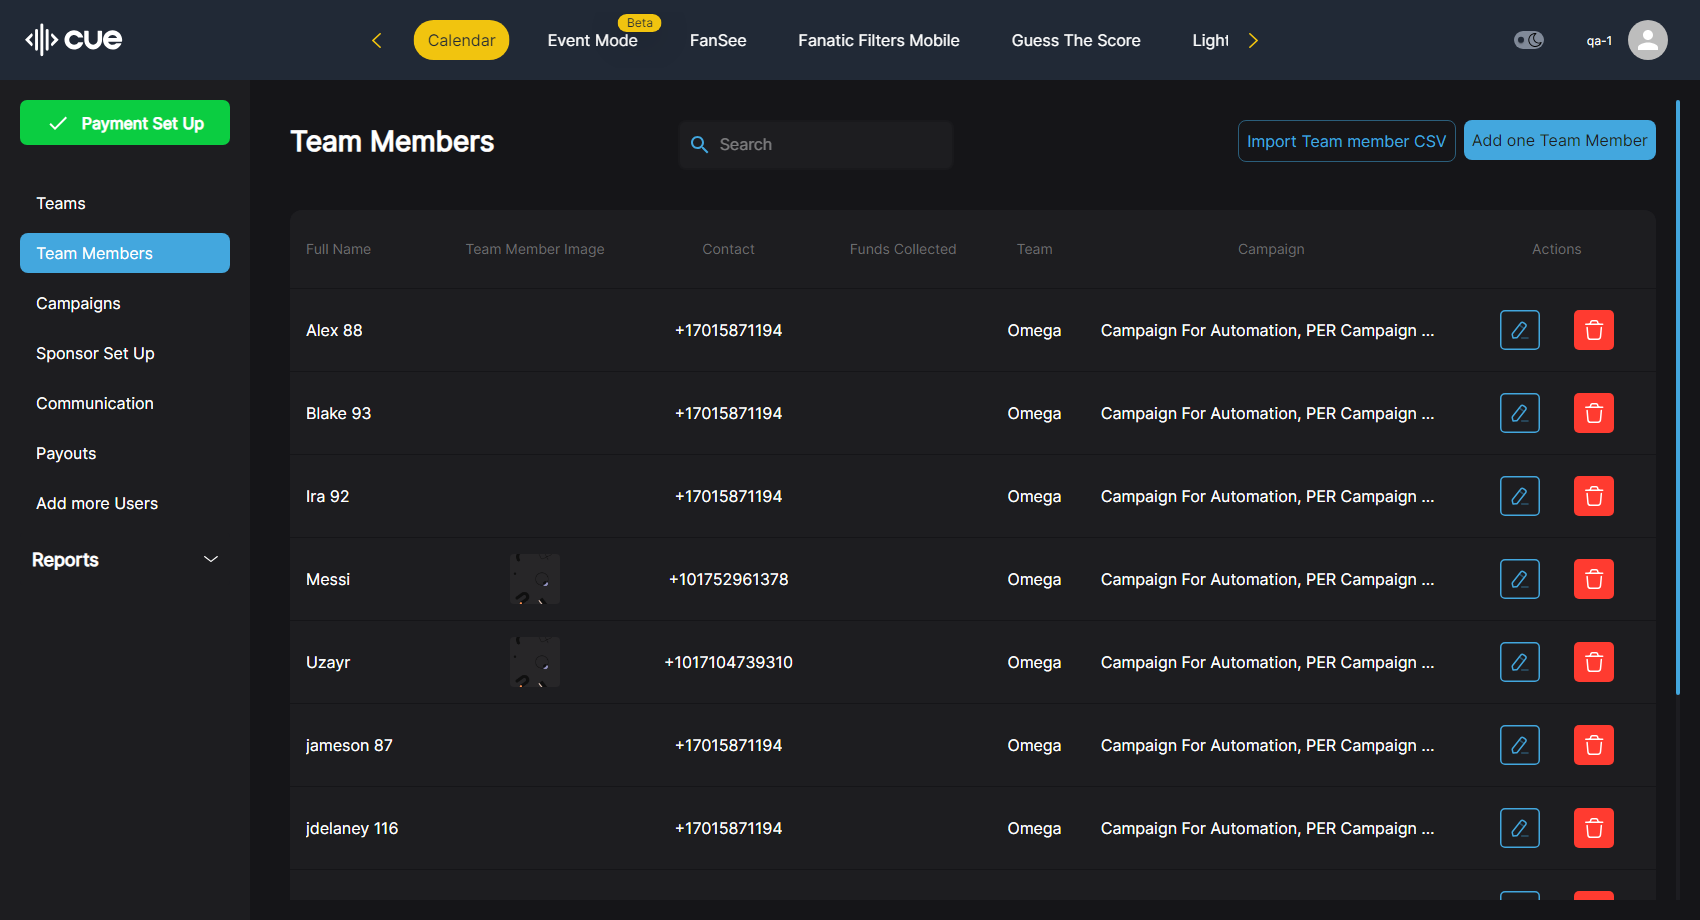 cue
Calendar
Event Mode
Beta
FanSee
Fanatic Filters Mobile
Guess The Score
Light
qa-1
Payment Set Up
Teams
Team Members
Campaigns
Sponsor Set Up
Communication
Payouts
Add more Users
Reports
Team Members
Search
Import Team member CSV
Add one Team Member
Full Name Team Member Image Contact Funds Collected Team Campaign Actions
Alex 88 +17015871194 Omega Campaign For Automation, PER Campaign ...
Blake 93 +17015871194 Omega Campaign For Automation, PER Campaign ...
Ira 92 +17015871194 Omega Campaign For Automation, PER Campaign ...
Messi +101752961378 Omega Campaign For Automation, PER Campaign ...
Uzayr +1017104739310 Omega Campaign For Automation, PER Campaign ...
jameson 87 +17015871194 Omega Campaign For Automation, PER Campaign ...
jdelaney 116 +17015871194 Omega Campaign For Automation, PER Campaign ...